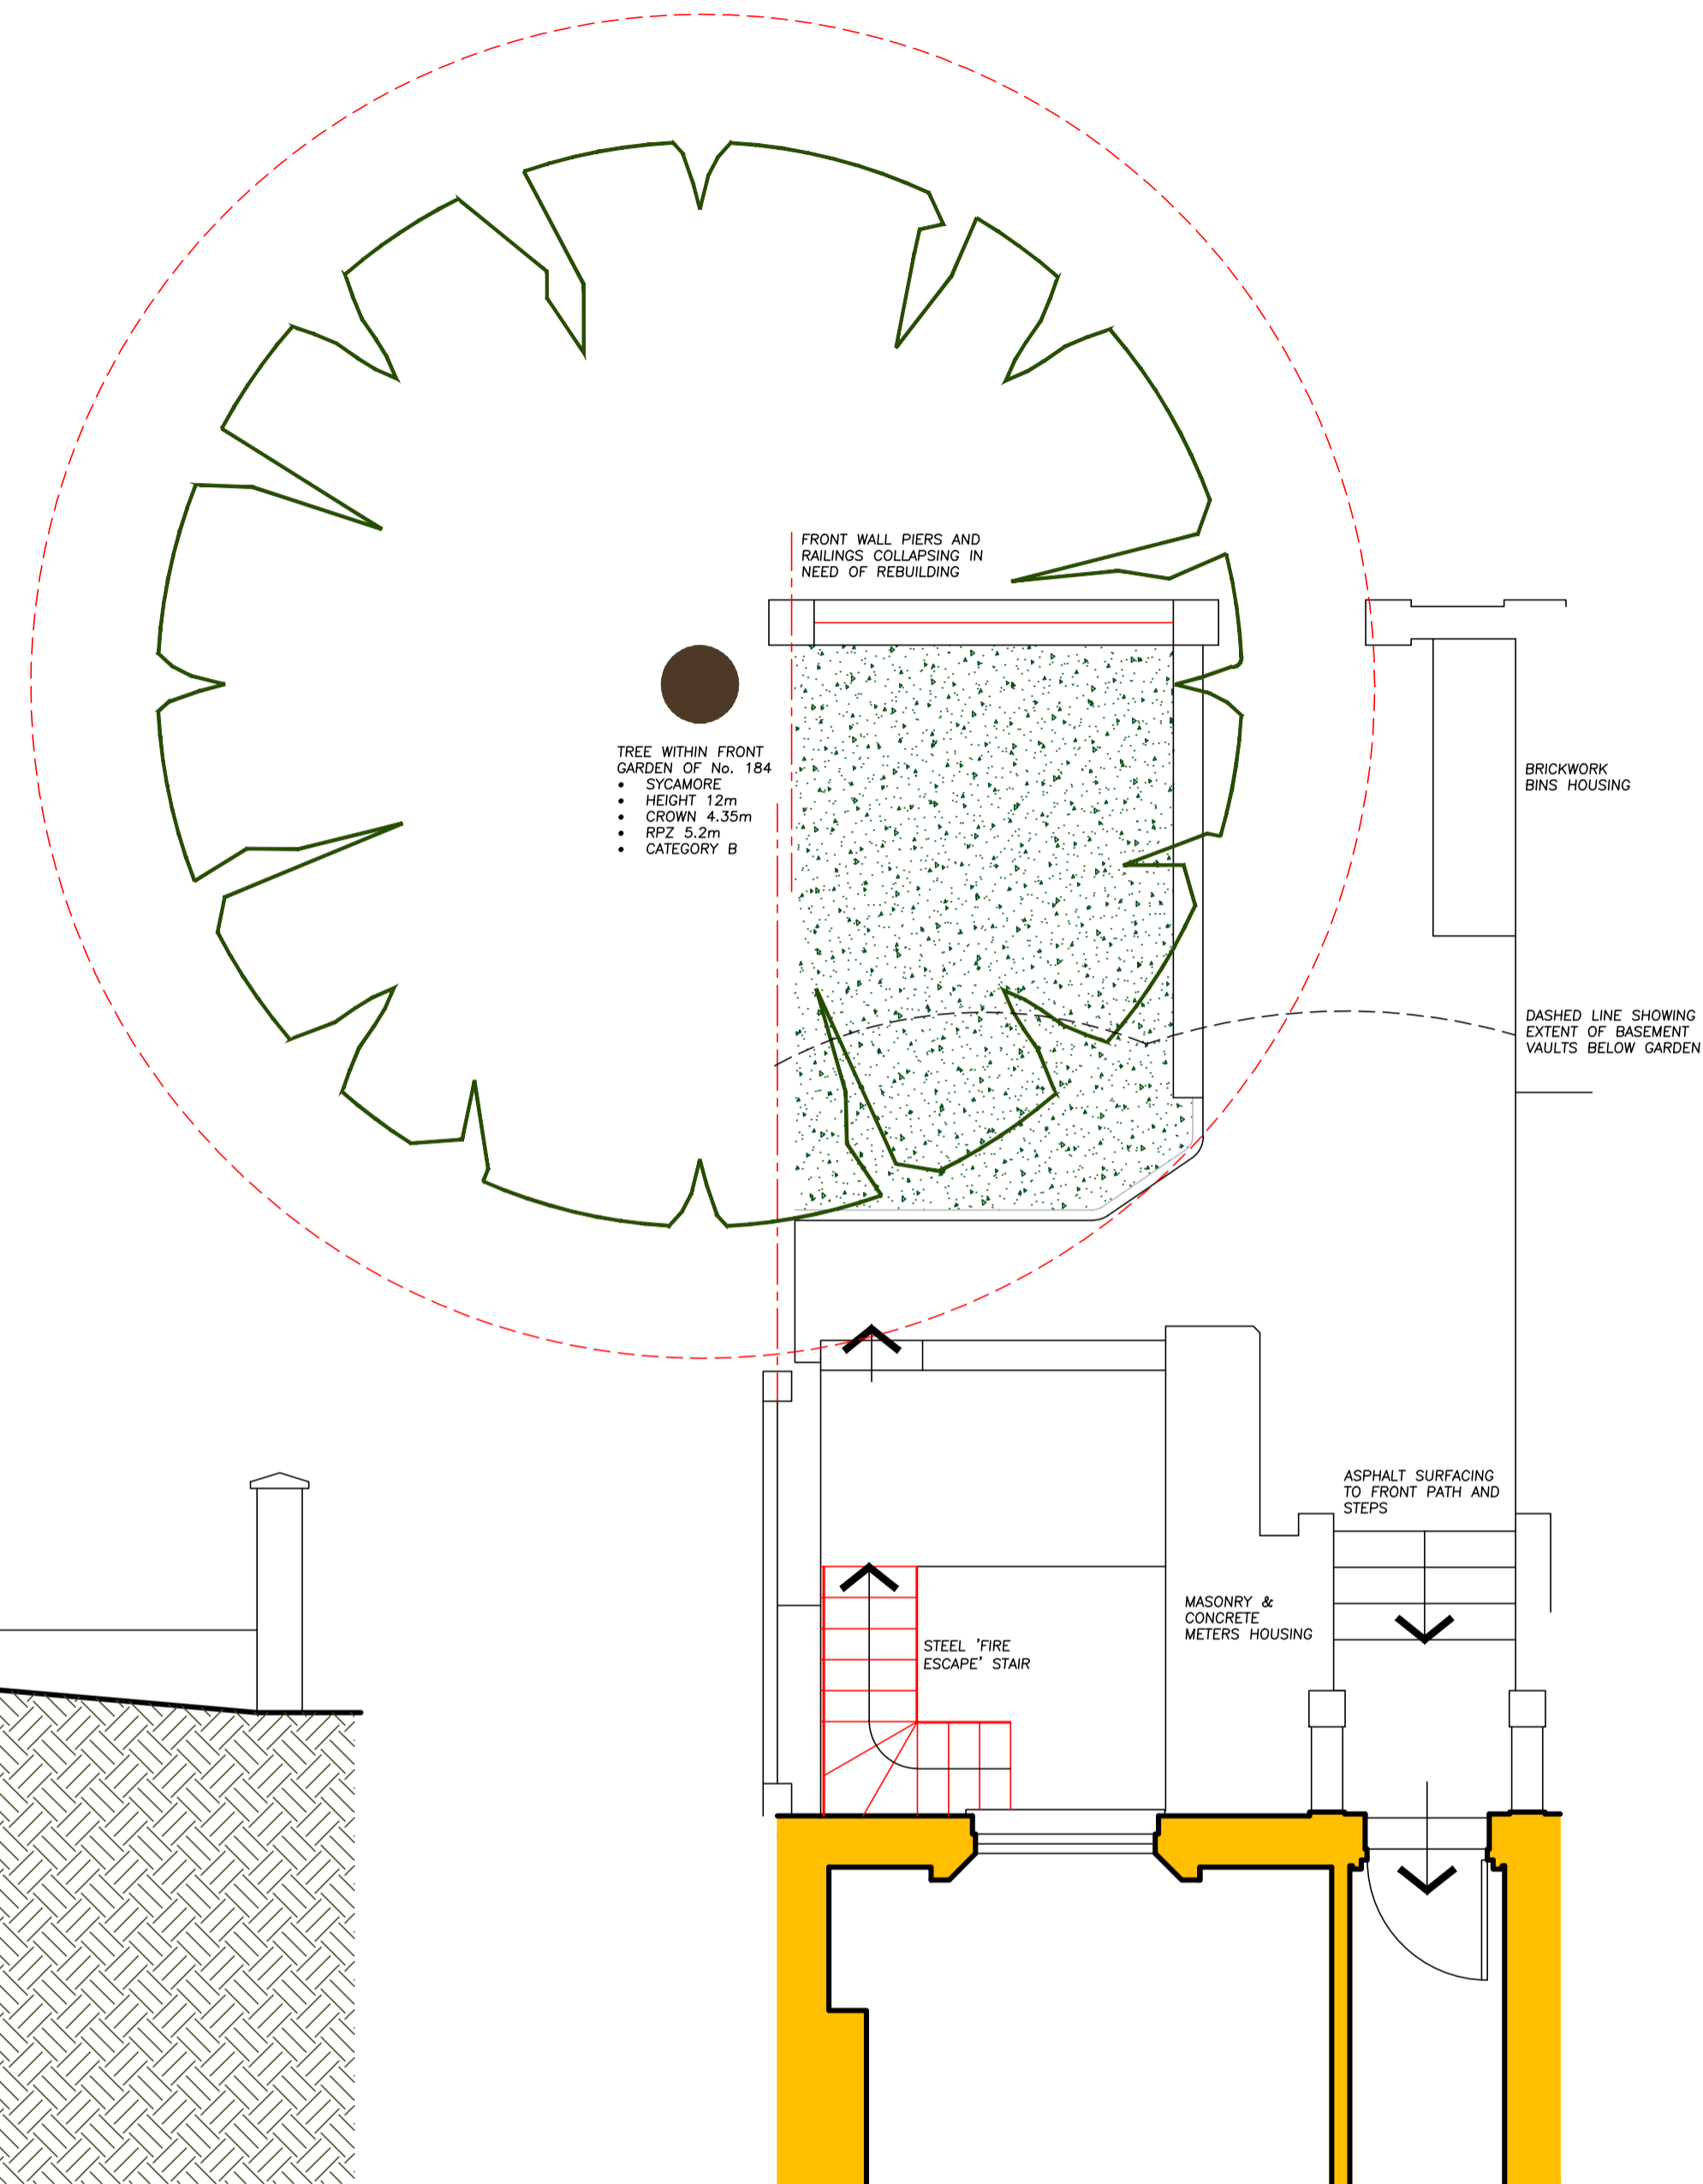 FRONT WALL PIERS AND
RAILINGS COLLAPSING IN
NEED OF REBUILDING
TREE WITHIN FRONT
GARDEN OF No. 184
• SYCAMORE
• HEIGHT 12m
• CROWN 4.35m
• RPZ 5.2m
• CATEGORY B
BRICKWORK
BINS HOUSING
DASHED LINE SHOWING
EXTENT OF BASEMENT
VAULTS BELOW GARDEN
ASPHALT SURFACING
TO FRONT PATH AND
STEPS
MASONRY &
CONCRETE
METERS HOUSING
STEEL 'FIRE
ESCAPE' STAIR